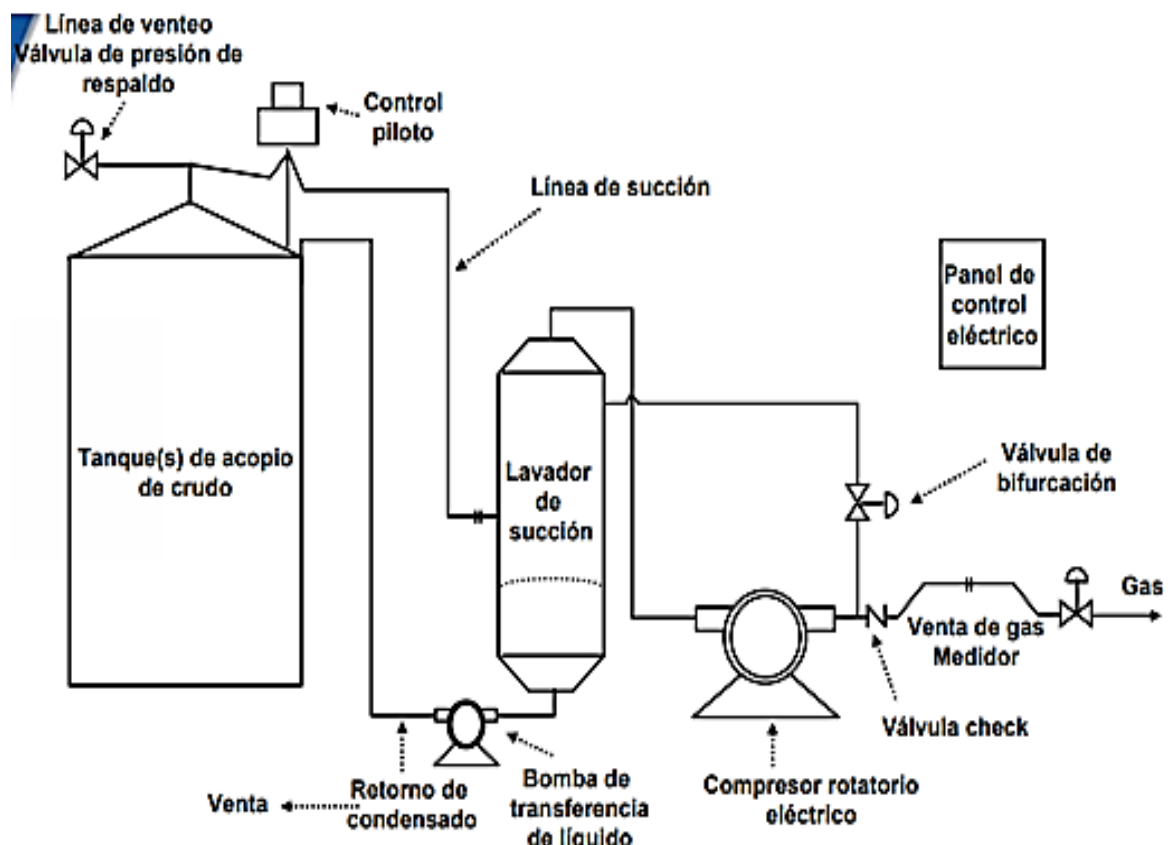 Línea de venteo
Válvula de presión de
respaldo
Control
piloto
Línea de succión
Panel de
control
eléctrico
Tanque(s) de acopio
de crudo
Lavador
de
succión
Válvula de
bifurcación
Gas
Venta de gas
Medidor
Válvula check
Compresor rotatorio
eléctrico
Bomba de
transferencia
de líquido
Retorno de
condensado
Venta